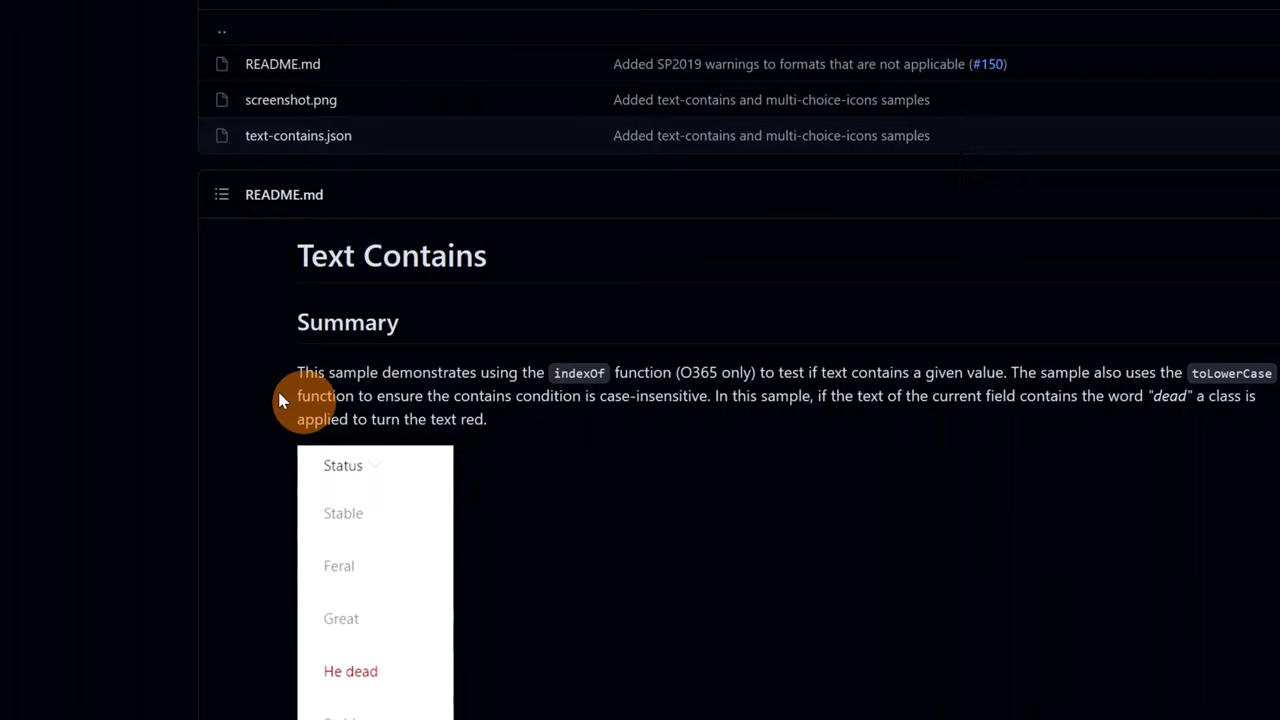 ..
README.md Added SP2019 warnings to formats that are not applicable (#150)
screenshot.png Added text-contains and multi-choice-icons samples
text-contains.json Added text-contains and multi-choice-icons samples
README.md
Text Contains
Summary
This sample demonstrates using the indexOf function (O365 only) to test if text contains a given value. The sample also uses the toLowerCase
function to ensure the contains condition is case-insensitive. In this sample, if the text of the current field contains the word "dead" a class is
applied to turn the text red.
Status
Stable
Feral
Great
He dead